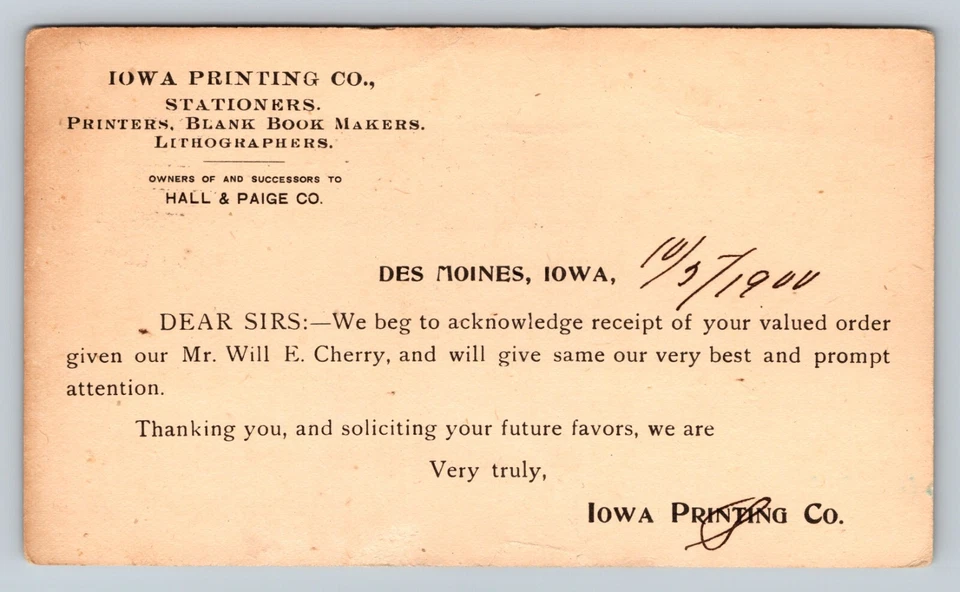 IOWA PRINTING CO.,
STATIONERS.
PRINTERS, BLANK BOOK MAKERS.
LITHOGRAPHERS.
OWNERS OF AND SUCCESSORS TO
HALL & PAIGE CO.
DES MOINES, IOWA, 10/5/1900
DEAR SIRS:—We beg to acknowledge receipt of your valued order
given our Mr. Will E. Cherry, and will give same our very best and prompt
attention.
Thanking you, and soliciting your future favors, we are
Very truly,
IOWA PRINTING CO.